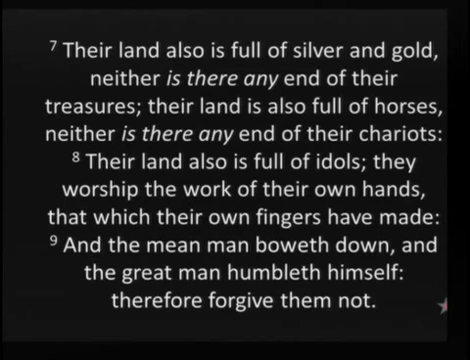 7 Their land also is full of silver and gold,
neither is there any end of their
treasures; their land is also full of horses,
neither is there any end of their chariots:
8 Their land also is full of idols; they
worship the work of their own hands,
that which their own fingers have made:
9 And the mean man boweth down, and
the great man humbleth himself:
therefore forgive them not.